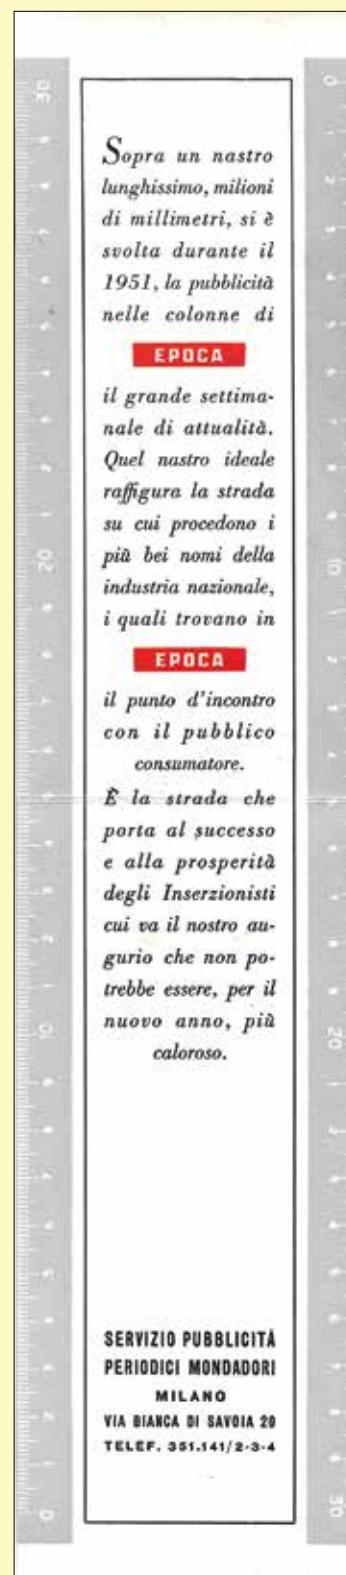 Sopra un nastro
lunghissimo, milioni
di millimetri, si è
svolta durante il
1951, la pubblicità
nelle colonne di
EPOCA
il grande settima-
nale di attualità.
Quel nastro ideale
raffigura la strada
su cui procedono i
più bei nomi della
industria nazionale,
i quali trovano in
EPOCA
il punto d'incontro
con il pubblico
consumatore.
È la strada che
porta al successo
e alla prosperità
degli Inserzionisti
cui va il nostro au-
gurio che non po-
trebbe essere, per il
nuovo anno, più
caloroso.
SERVIZIO PUBBLICITÀ
PERIODICI MONDADORI
MILANO
VIA BIANCA DI SAVOIA 20
TELEF. 351.141/2-3-4